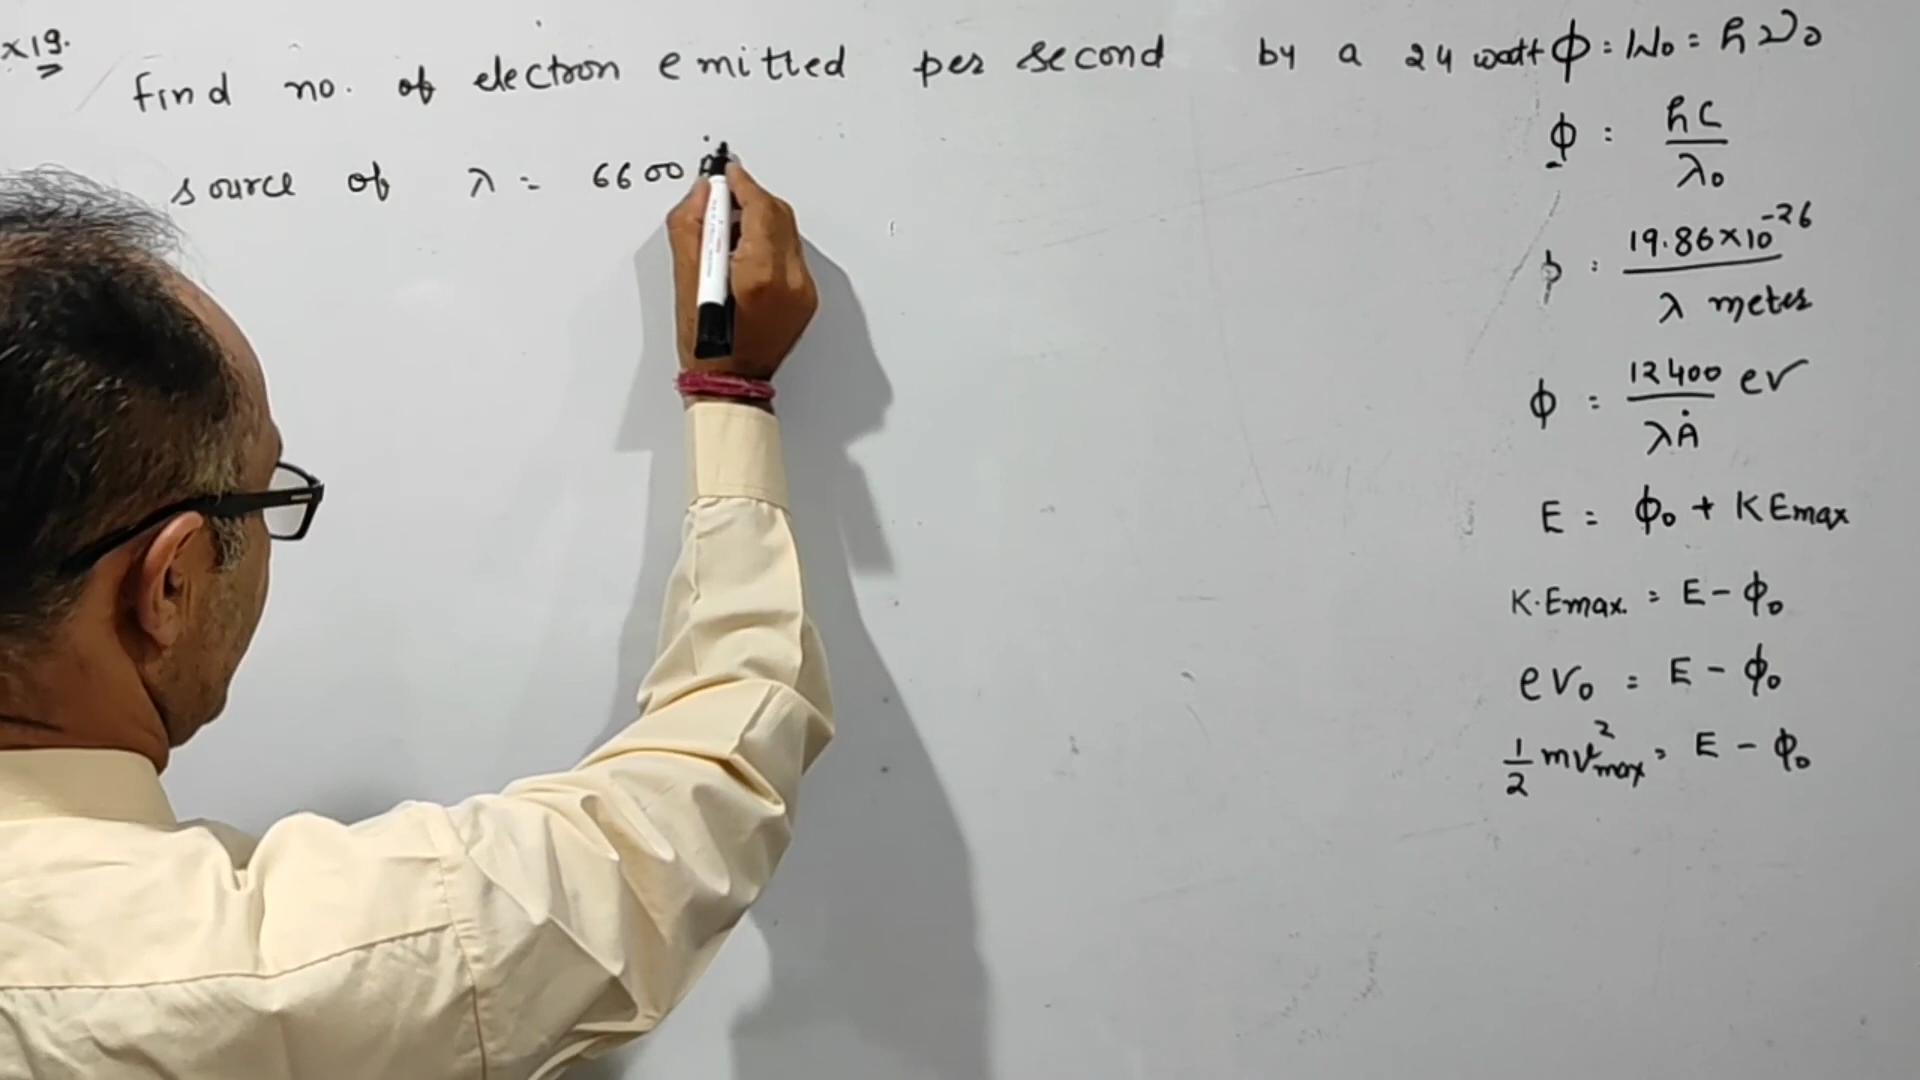 x19.
Find no. of electron emitted per second by a 24 watt
source of λ = 6600
ϕ = W₀ = hν₀
ϕ = hc / λ₀
ϕ = 19.86×10⁻²⁶ / λ meter
ϕ = 12400 / λÅ ev
E = ϕ₀ + KEmax
K.Emax. = E - ϕ₀
ev₀ = E - ϕ₀
1/2 mv²max = E - ϕ₀